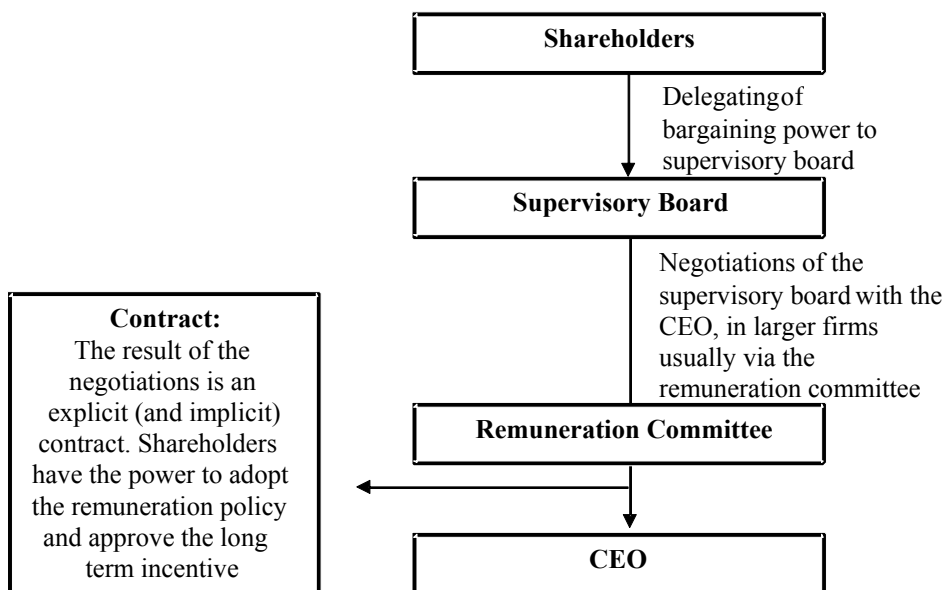 Shareholders
Delegatingof
bargaining power to
supervisory board
Supervisory Board
Negotiations of the
supervisory board with the
CEO, in larger firms
usually via the
remuneration committee
Contract:
The result of the
negotiations is an
explicit (and implicit)
contract. Shareholders
have the power to adopt
the remuneration policy
and approve the long
term incentive
Remuneration Committee
CEO